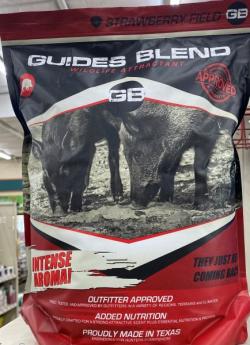 STRAWBERRY FIELD
GB
GUIDES BLEND
WILDLIFE ATTRACTANT
GB
APPROVED
INTENSE
AROMA!
THEY JUST
COMING BACK
OUTFITTER APPROVED
ADDED NUTRITION
PROUDLY MADE IN TEXAS